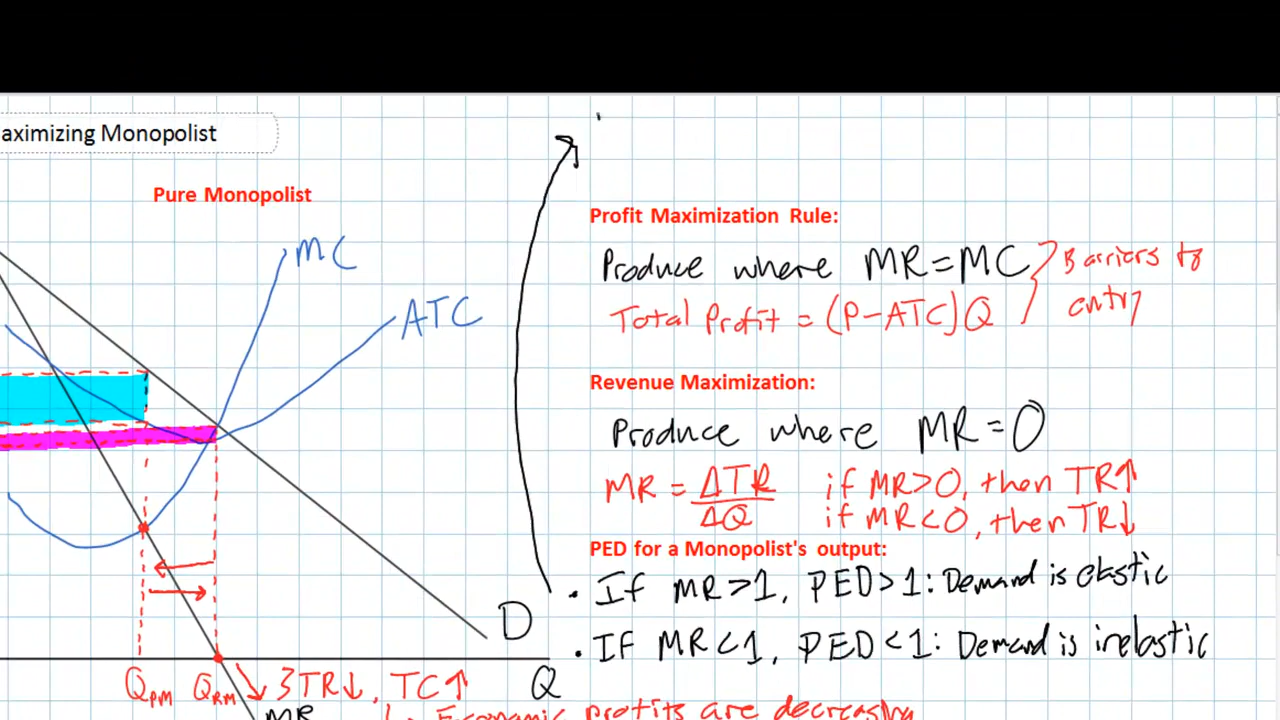 aximizing Monopolist
Pure Monopolist
MC
ATC
D
Q
QPM QRM 3TR↓, TC↑
MR
Profit Maximization Rule:
Produce where MR=MC } Barriers to
entry
Total Profit = (P-ATC)Q
Revenue Maximization:
Produce where MR=0
MR = ΔTR/ΔQ if MR>0, then TR↑
if MR<0, then TR↓
PED for a Monopolist's output:
• If MR>1, PED>1: Demand is elastic
• If MR<1, PED<1: Demand is inelastic
Economic profits are decreasing